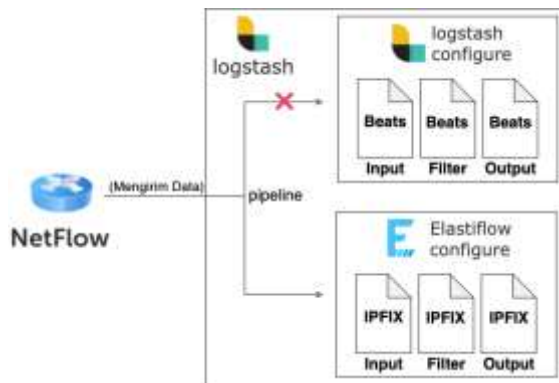 logstash
logstash
configure
Beats Beats Beats
Input Filter Output
(Mengirim Data)
pipeline
NetFlow
Elastiflow
configure
IPFIX IPFIX IPFIX
Input Filter Output